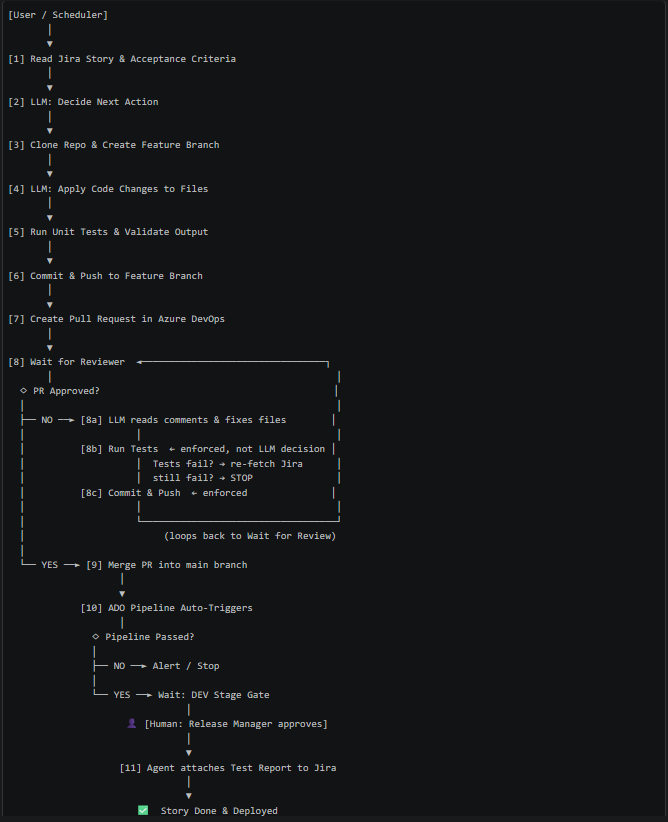 [User / Scheduler]
[1] Read Jira Story & Acceptance Criteria
[2] LLM: Decide Next Action
[3] Clone Repo & Create Feature Branch
[4] LLM: Apply Code Changes to Files
[5] Run Unit Tests & Validate Output
[6] Commit & Push to Feature Branch
[7] Create Pull Request in Azure DevOps
[8] Wait for Reviewer
◇ PR Approved?
NO ──► [8a] LLM reads comments & fixes files
[8b] Run Tests ← enforced, not LLM decision
Tests fail? → re-fetch Jira
still fail? → STOP
[8c] Commit & Push ← enforced
(loops back to Wait for Review)
YES ──► [9] Merge PR into main branch
[10] ADO Pipeline Auto-Triggers
◇ Pipeline Passed?
NO ──► Alert / Stop
YES ──► Wait: DEV Stage Gate
👤 [Human: Release Manager approves]
[11] Agent attaches Test Report to Jira
✅ Story Done & Deployed